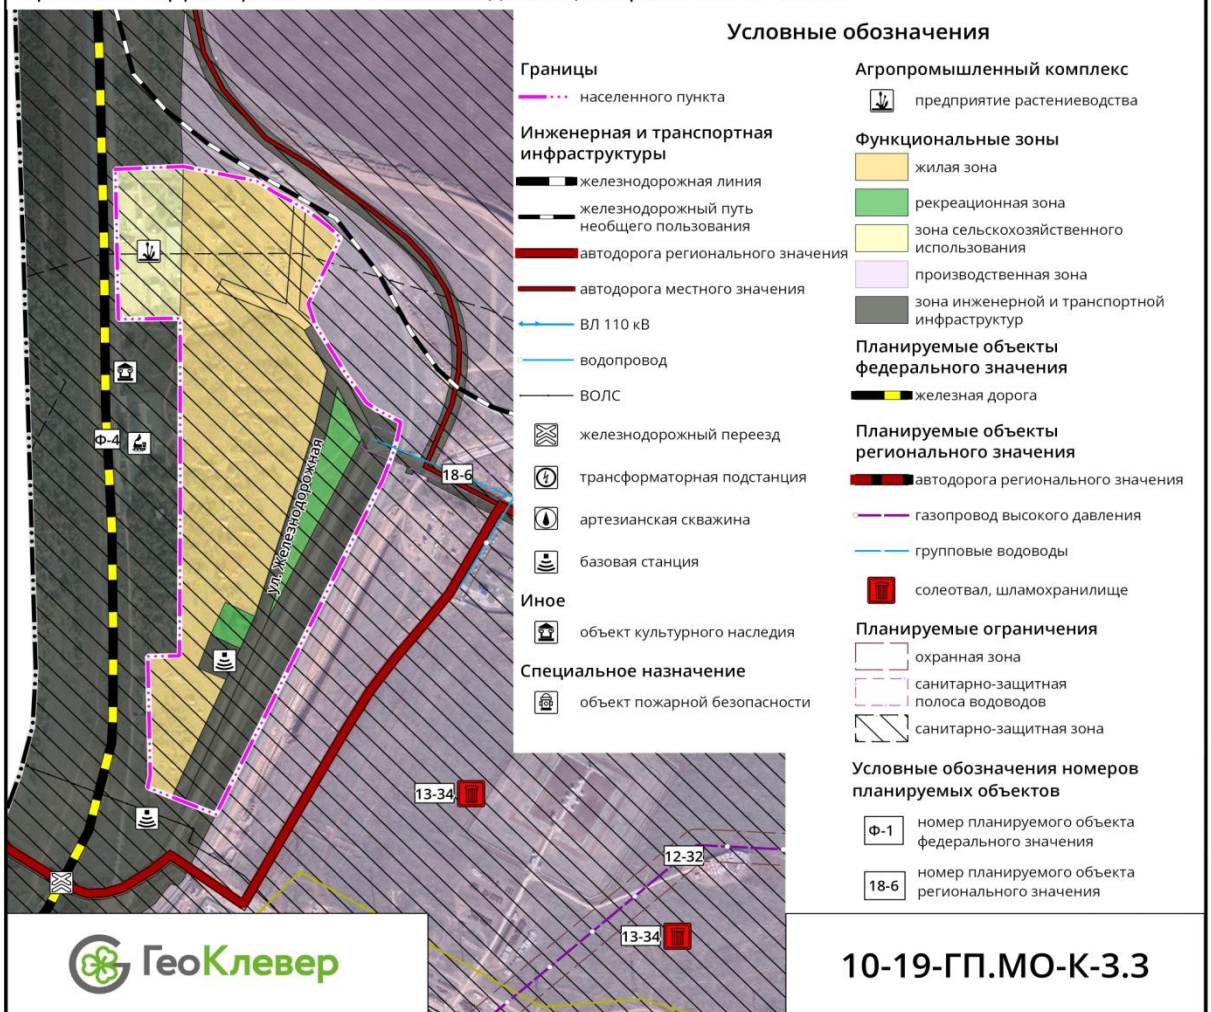 Условные обозначения
Границы
населенного пункта
Инженерная и транспортная
инфраструктуры
железнодорожная линия
железнодорожный путь
необщего пользования
автодорога регионального значения
автодорога местного значения
ВЛ 110 кВ
водопровод
ВОЛС
железнодорожный переезд
трансформаторная подстанция
артезианская скважина
базовая станция
Иное
объект культурного наследия
Специальное назначение
объект пожарной безопасности
Агропромышленный комплекс
предприятие растениеводства
Функциональные зоны
жилая зона
рекреационная зона
зона сельскохозяйственного
использования
производственная зона
зона инженерной и транспортной
инфраструктур
Планируемые объекты
федерального значения
железная дорога
Планируемые объекты
регионального значения
автодорога регионального значения
газопровод высокого давления
групповые водоводы
солеотвал, шламохранилище
Планируемые ограничения
охранная зона
санитарно-защитная
полоса водоводов
санитарно-защитная зона
Условные обозначения номеров
планируемых объектов
Ф-1
номер планируемого объекта
федерального значения
18-6
номер планируемого объекта
регионального значения
Ф-4
18-6
ул. Железнодорожная
13-34
12-32
13-34
ГеоКлевер
10-19-ГП.МО-К-3.3